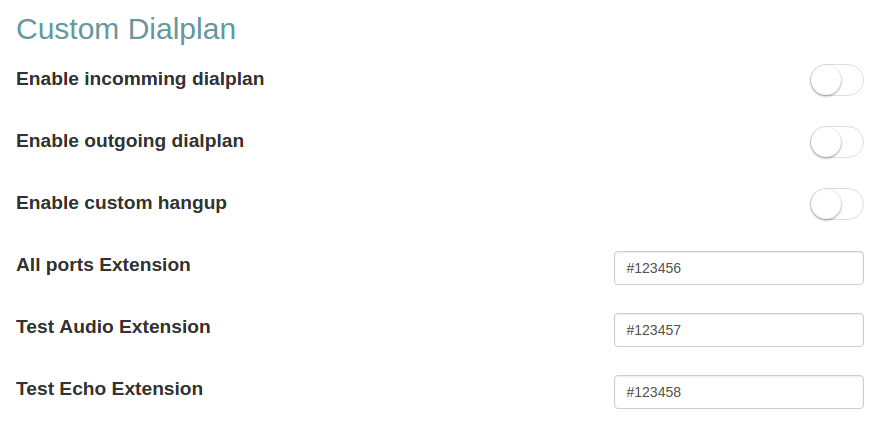 Custom Dialplan
Enable incomming dialplan
Enable outgoing dialplan
Enable custom hangup
All ports Extension #123456
Test Audio Extension #123457
Test Echo Extension #123458